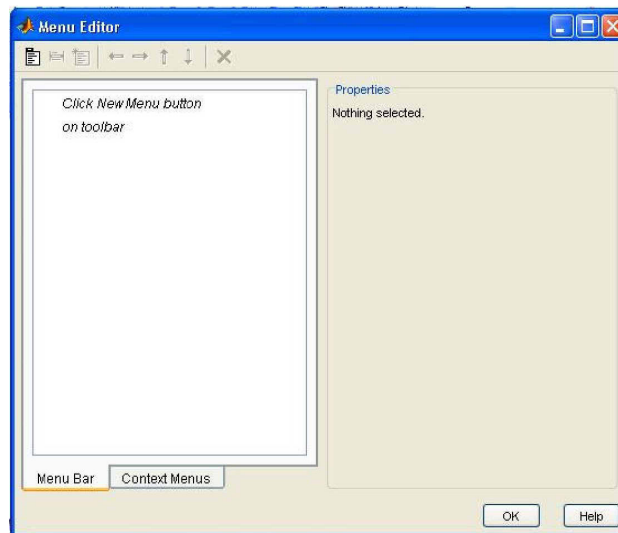 Menu Editor
Click New Menu button
on toolbar
Properties
Nothing selected.
Menu Bar
Context Menus
OK
Help